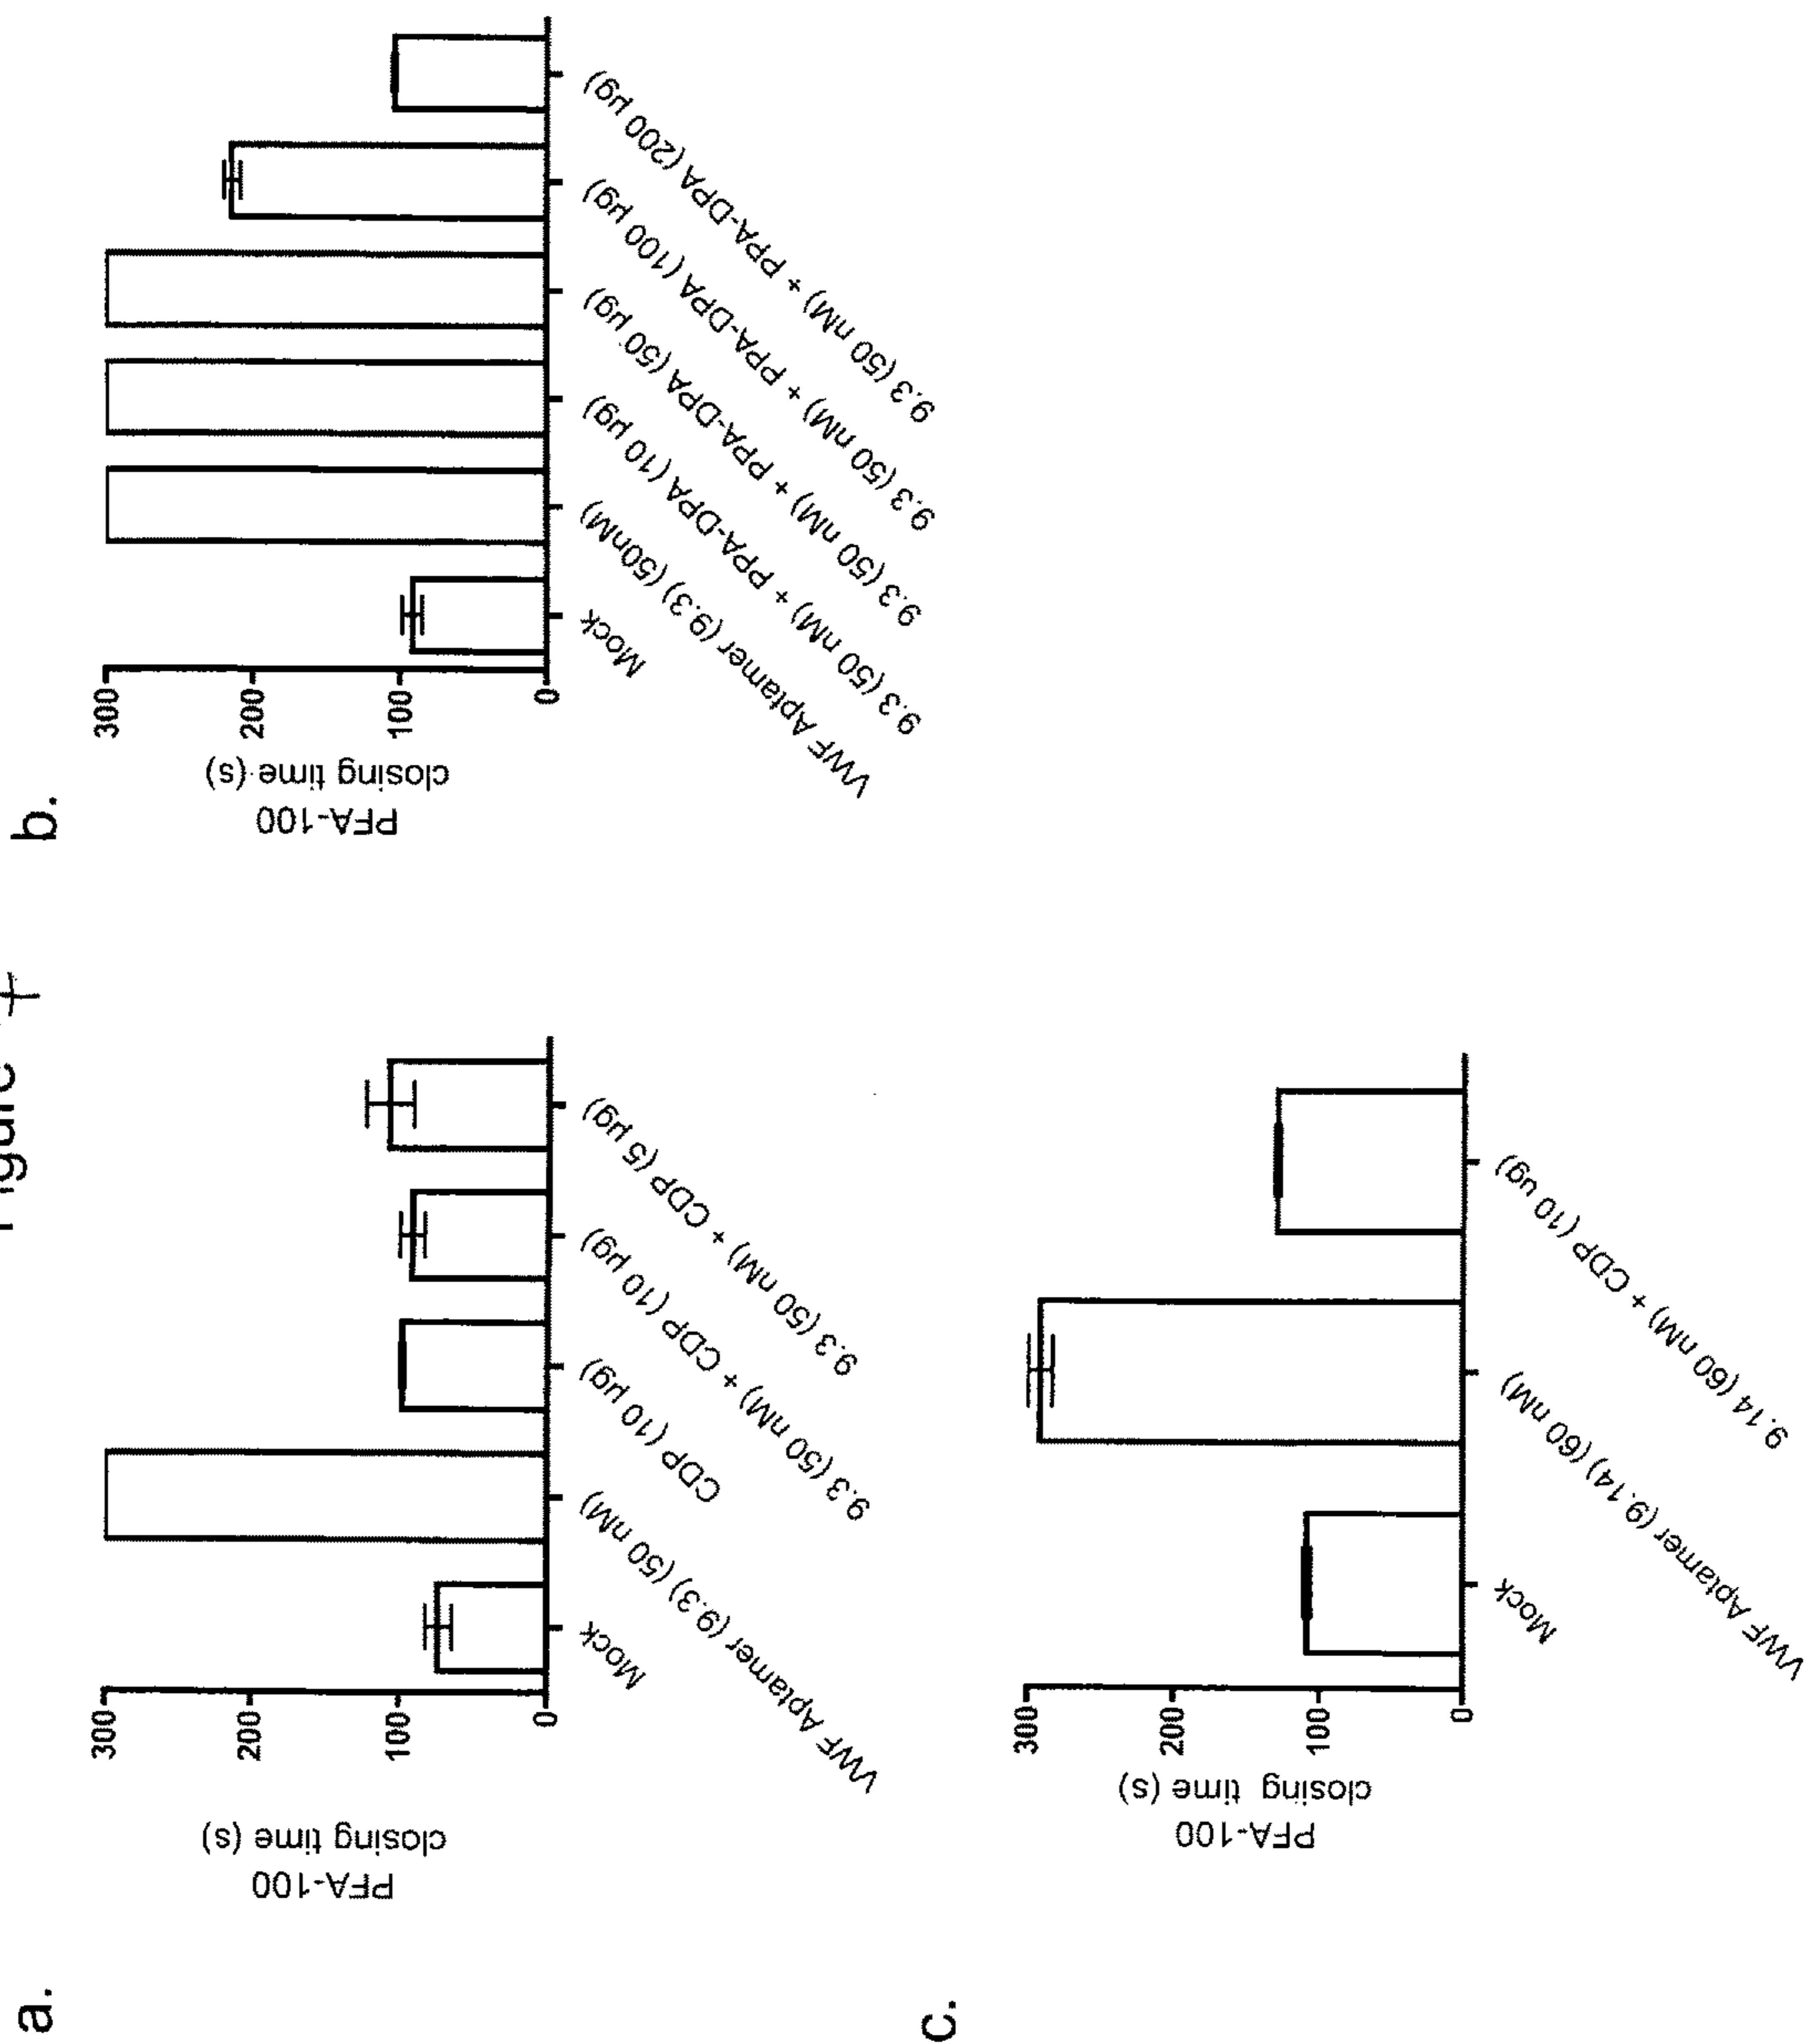 Figure
a.
PFA-100
closing time (s)
300
200
100
0
Mock
VWF Aptamer (9.3) (50 nM)
CDP (10 µg)
9.3 (50 nM) + CDP (10 µg)
9.3 (50 nM) + CDP (5 µg)
b.
PFA-100
closing time (s)
300
200
100
0
Mock
VWF Aptamer (9.3) (50nM)
9.3 (50 nM) + PPA-DPA (10 µg)
9.3 (50 nM) + PPA-DPA (50 µg)
9.3 (50 nM) + PPA-DPA (100 µg)
9.3 (50 nM) + PPA-DPA (200 µg)
c.
PFA-100
closing time (s)
300
200
100
0
Mock
VWF Aptamer (9.14) (60 nM)
9.14 (60 nM) + CDP (10 ug)